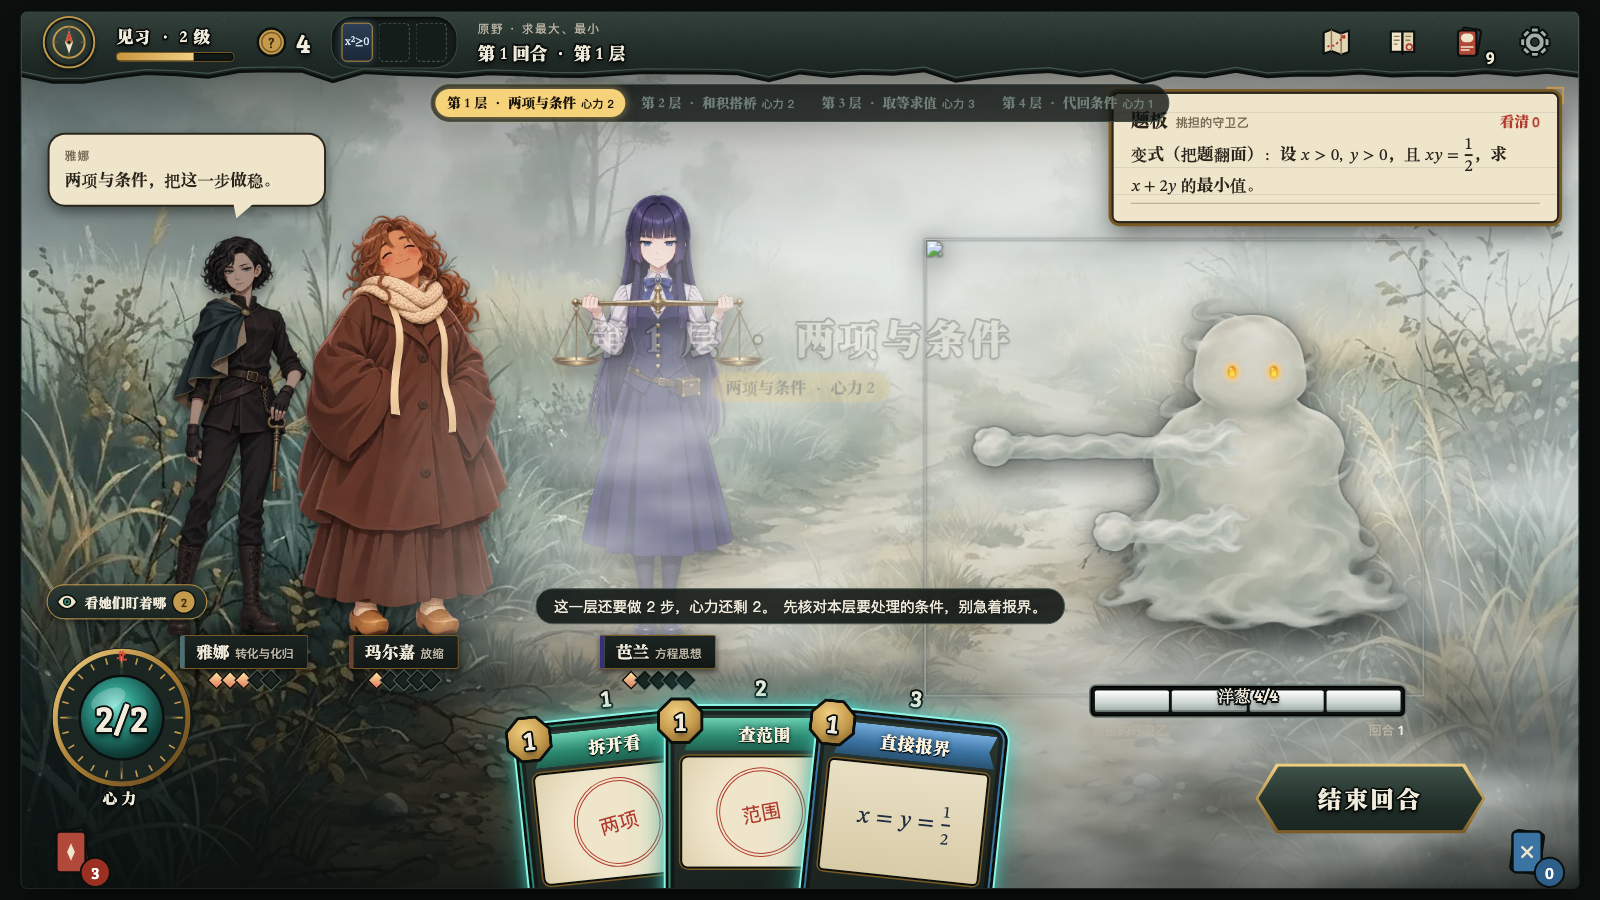 见习 · 2 级
? 4
x²≥0
原野 · 求最大、最小
第 1 回合 · 第 1 层
9
第 1 层 · 两项与条件 心力 2
第 2 层 · 和积搭桥 心力 2
第 3 层 · 取等求值 心力 3
第 4 层 · 代回条件 心力 1
题板 挑担的守卫乙 看清 0
变式（把题翻面）：设 x > 0, y > 0，且 xy = 1/2，求
x + 2y 的最小值。
雅娜
两项与条件，把这一步做稳。
第 1 层 · 两项与条件
两项与条件 · 心力 2
看她们盯着哪 2
这一层还要做 2 步，心力还剩 2。 先核对本层要处理的条件，别急着报界。
雅娜 转化与化归
玛尔嘉 放缩
芭兰 方程思想
2/2
心力
3
1
1 拆开看
两项
2
1 查范围
范围
3
1 直接报界
x = y = 1/2
洋葱 4/4
回合 1
结束回合
0